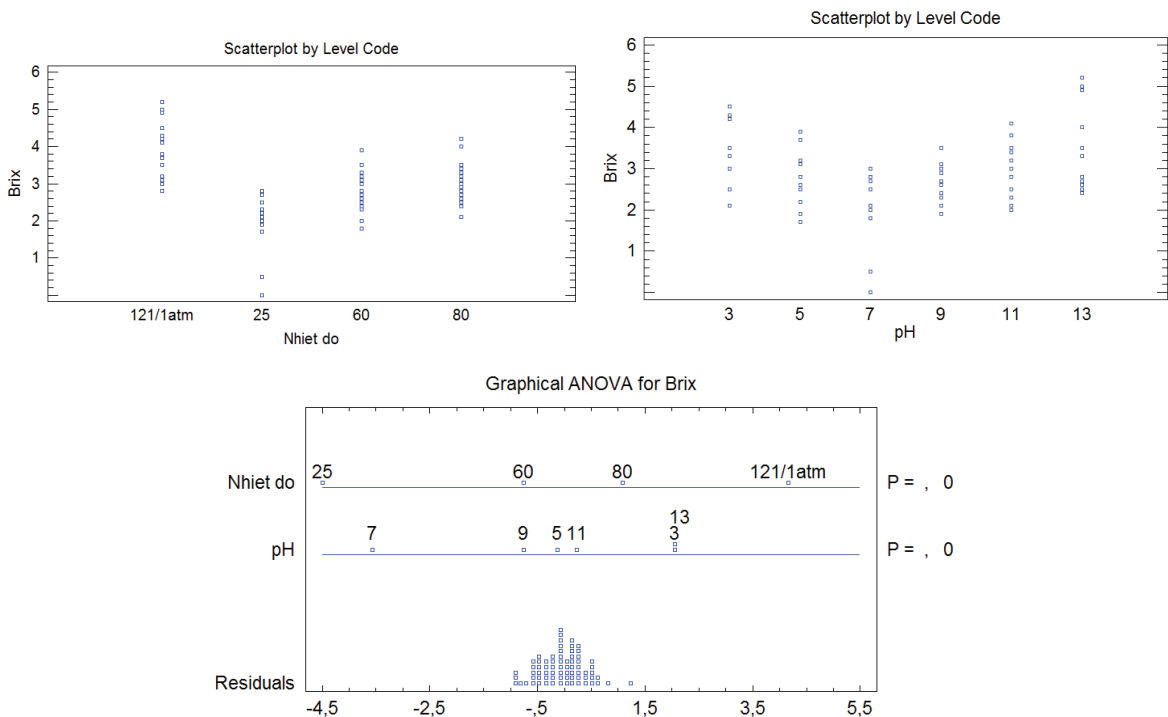 Scatterplot by Level Code
Brix
6
5
4
3
2
1
121/1atm 25 60 80
Nhiet do
Scatterplot by Level Code
Brix
6
5
4
3
2
1
3 5 7 9 11 13
pH
Graphical ANOVA for Brix
Nhiet do 25 60 80 121/1atm P = , 0
13
pH 7 9 5 11 3 P = , 0
Residuals
-4,5 -2,5 -,5 1,5 3,5 5,5